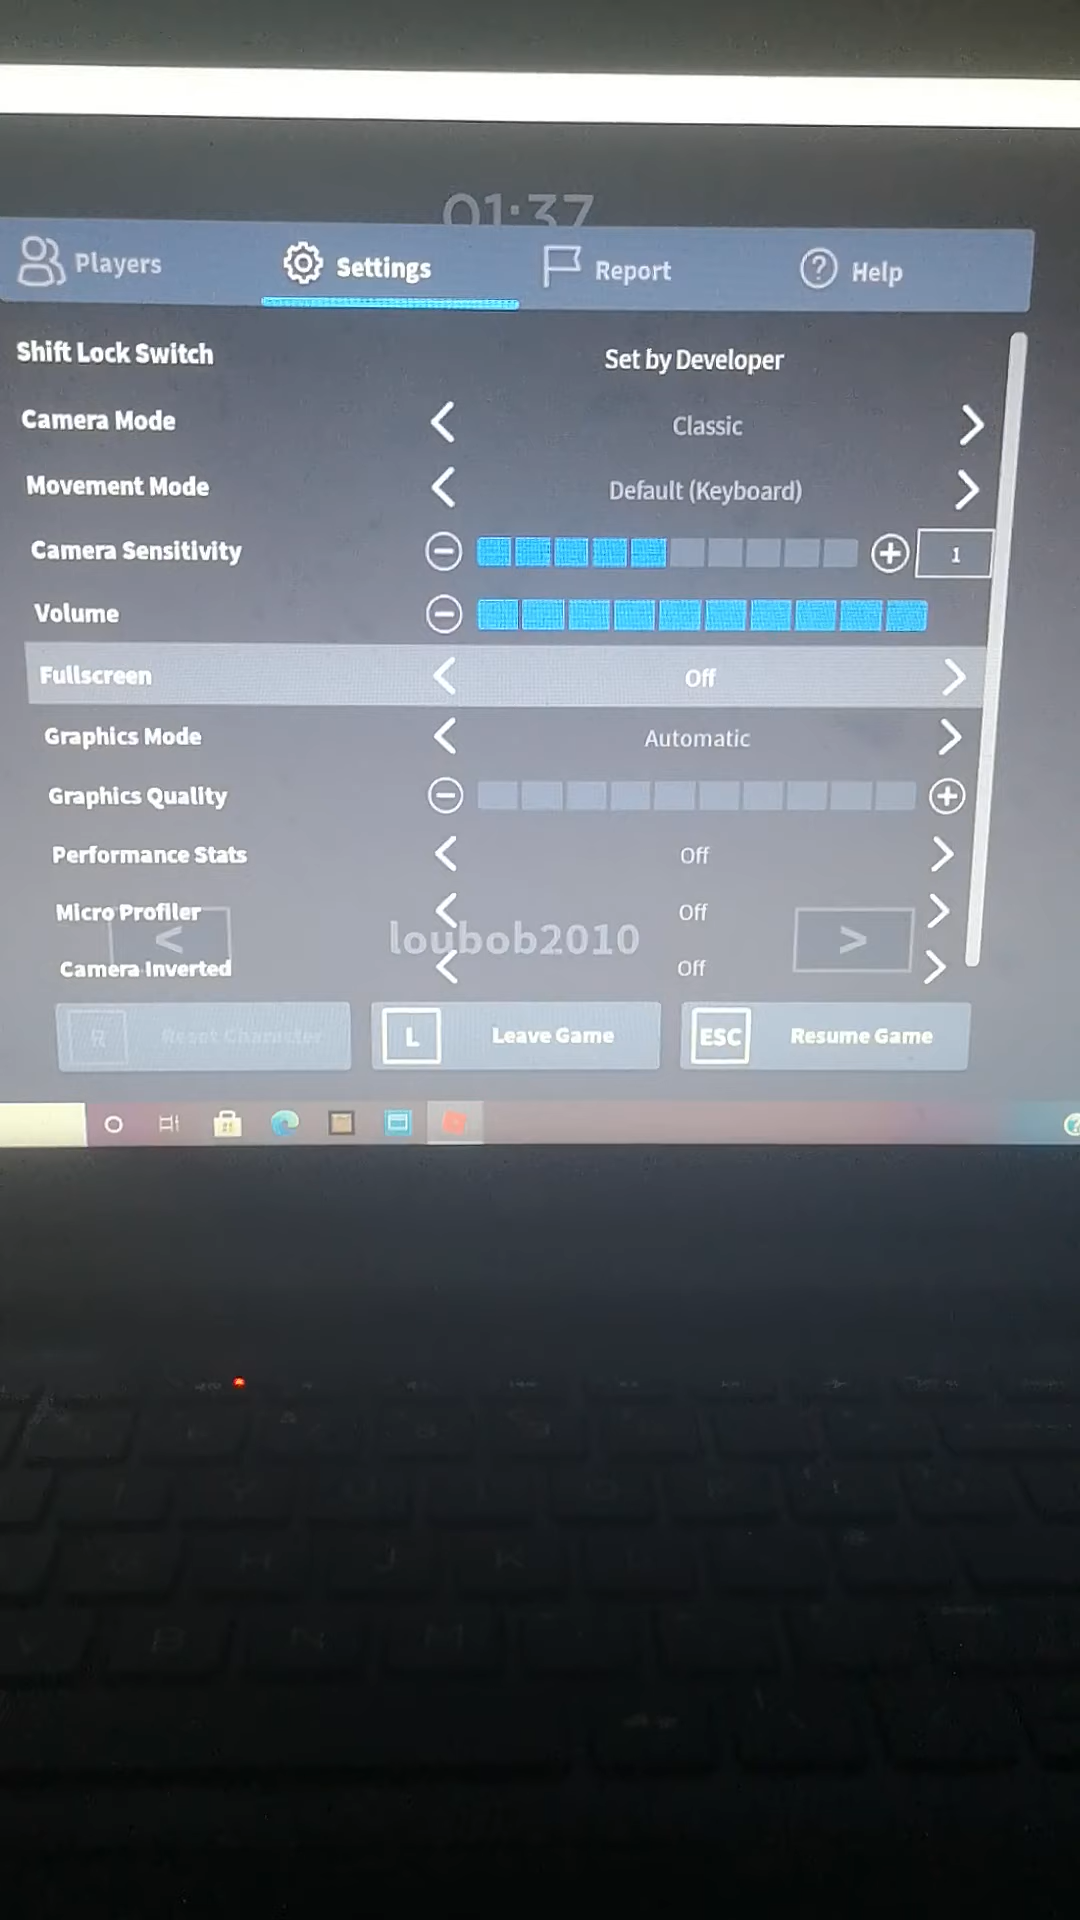 01:37
Players Settings Report ? Help
Shift Lock Switch Set by Developer
Camera Mode Classic
Movement Mode Default (Keyboard)
Camera Sensitivity 1
Volume
Fullscreen Off
Graphics Mode Automatic
Graphics Quality
Performance Stats Off
Micro Profiler Off
< loubob2010 >
Camera Inverted Off
R Reset Character L Leave Game ESC Resume Game
H J K
V B N M